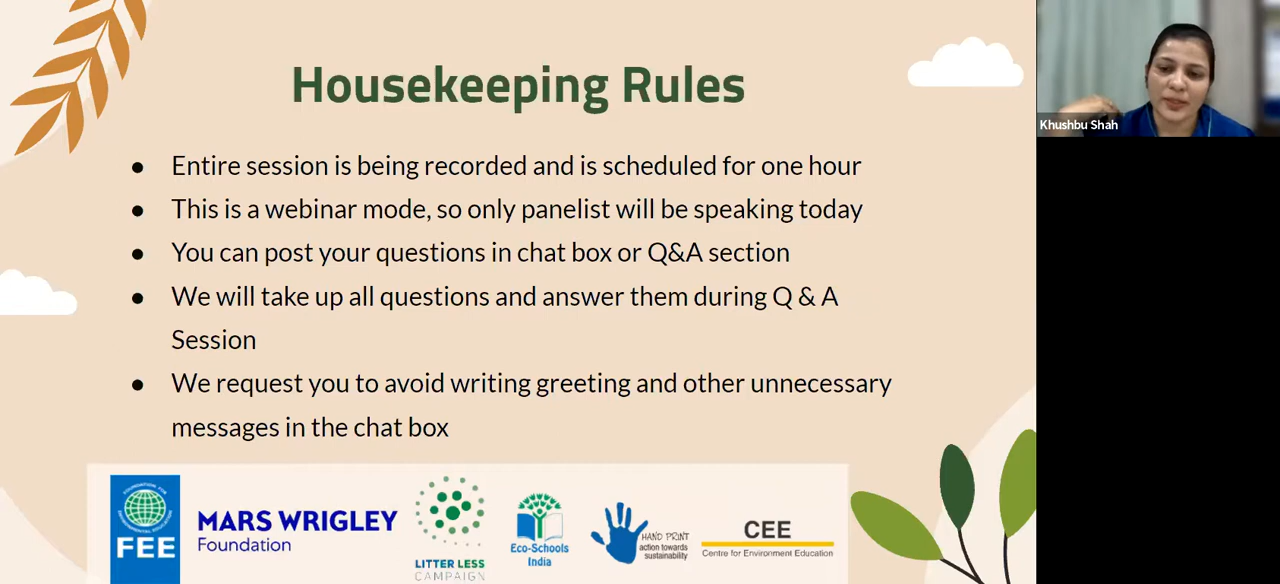 Housekeeping Rules
● Entire session is being recorded and is scheduled for one hour
● This is a webinar mode, so only panelist will be speaking today
● You can post your questions in chat box or Q&A section
● We will take up all questions and answer them during Q & A
Session
● We request you to avoid writing greeting and other unnecessary
messages in the chat box
Khushbu Shah
FOUNDATION FOR ENVIRONMENTAL EDUCATION
FEE
MARS WRIGLEY
Foundation
LITTER LESS
CAMPAIGN
Eco-Schools
India
HAND PRINT
action towards
sustainability
CEE
Centre for Environment Education